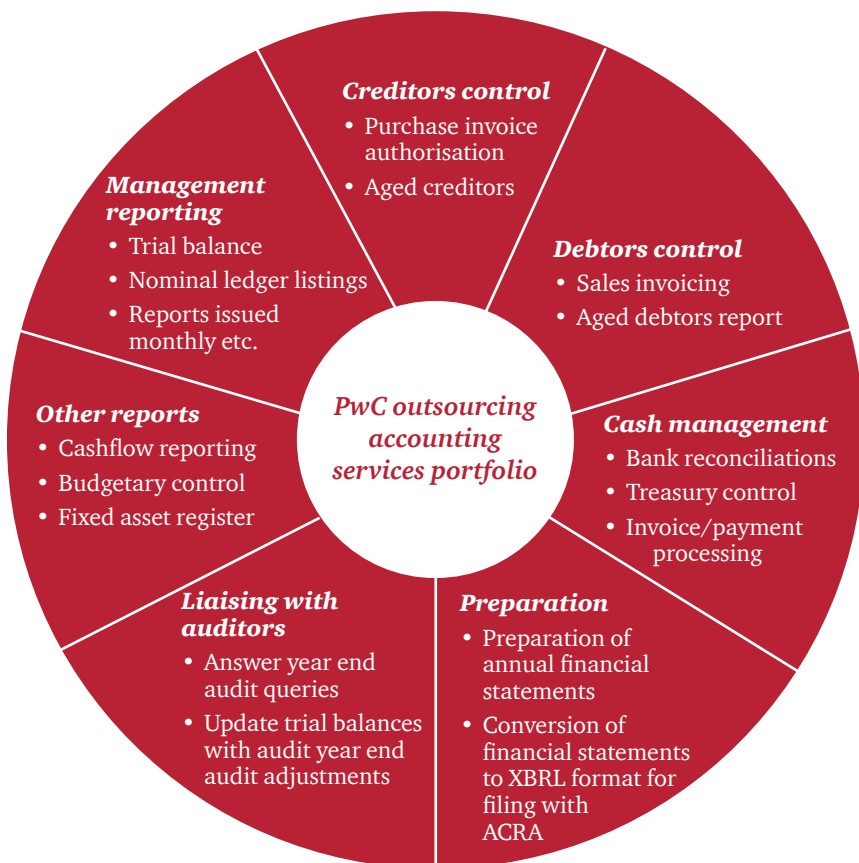 Creditors control
• Purchase invoice
authorisation
• Aged creditors
Debtors control
• Sales invoicing
• Aged debtors report
Cash management
• Bank reconciliations
• Treasury control
• Invoice/payment
processing
Preparation
• Preparation of
annual financial
statements
• Conversion of
financial statements
to XBRL format for
filing with
ACRA
Liaising with
auditors
• Answer year end
audit queries
• Update trial balances
with audit year end
audit adjustments
Other reports
• Cashflow reporting
• Budgetary control
• Fixed asset register
Management
reporting
• Trial balance
• Nominal ledger listings
• Reports issued
monthly etc.
PwC outsourcing
accounting
services portfolio